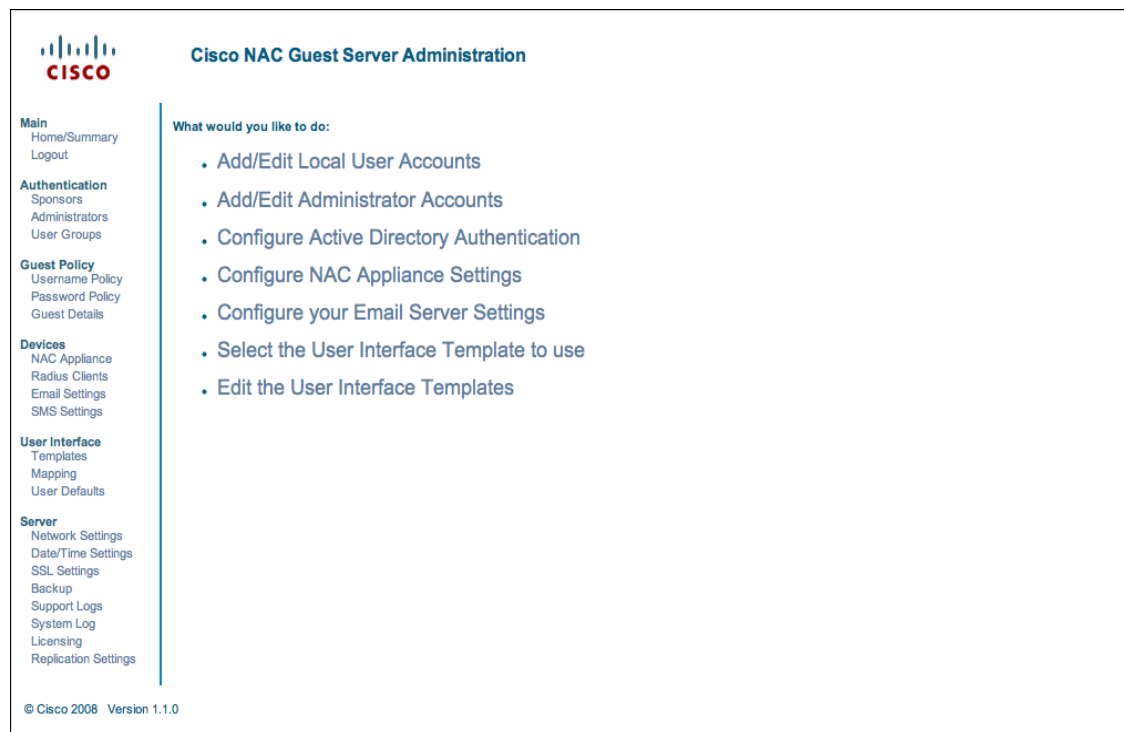 CISCO
Cisco NAC Guest Server Administration
Main
Home/Summary
Logout
Authentication
Sponsors
Administrators
User Groups
Guest Policy
Username Policy
Password Policy
Guest Details
Devices
NAC Appliance
Radius Clients
Email Settings
SMS Settings
User Interface
Templates
Mapping
User Defaults
Server
Network Settings
Date/Time Settings
SSL Settings
Backup
Support Logs
System Log
Licensing
Replication Settings
What would you like to do:
• Add/Edit Local User Accounts
• Add/Edit Administrator Accounts
• Configure Active Directory Authentication
• Configure NAC Appliance Settings
• Configure your Email Server Settings
• Select the User Interface Template to use
• Edit the User Interface Templates
© Cisco 2008 Version 1.1.0